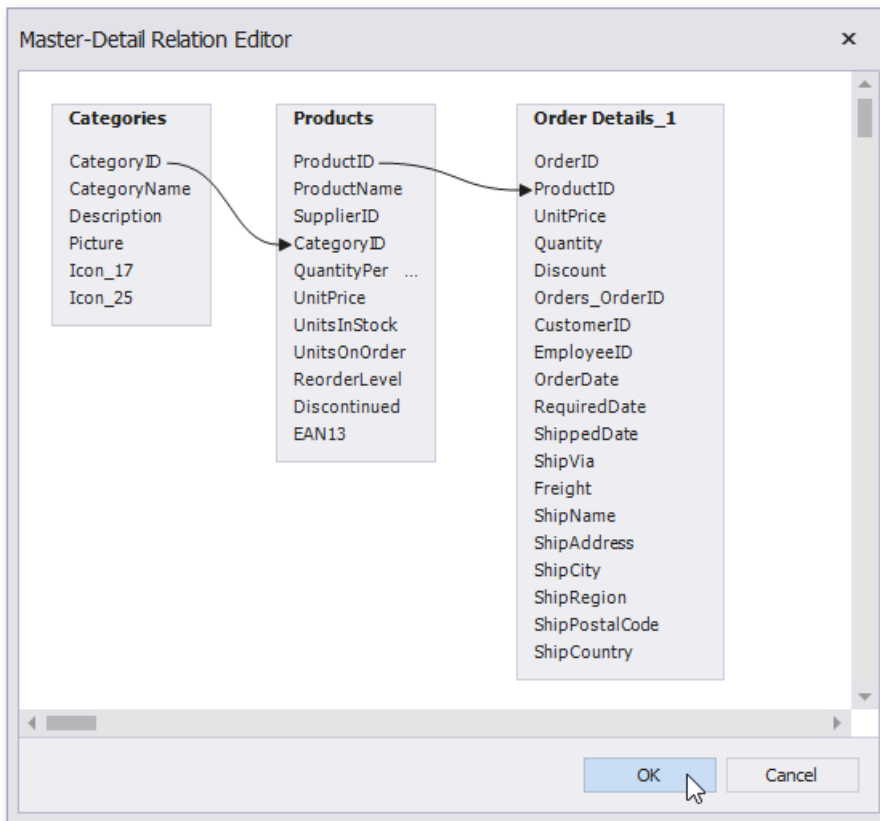 Master-Detail Relation Editor
Categories
CategoryID
CategoryName
Description
Picture
Icon_17
Icon_25
Products
ProductID
ProductName
SupplierID
CategoryID
QuantityPer ...
UnitPrice
UnitsInStock
UnitsOnOrder
ReorderLevel
Discontinued
EAN13
Order Details_1
OrderID
ProductID
UnitPrice
Quantity
Discount
Orders_OrderID
CustomerID
EmployeeID
OrderDate
RequiredDate
ShippedDate
ShipVia
Freight
ShipName
ShipAddress
ShipCity
ShipRegion
ShipPostalCode
ShipCountry
OK
Cancel